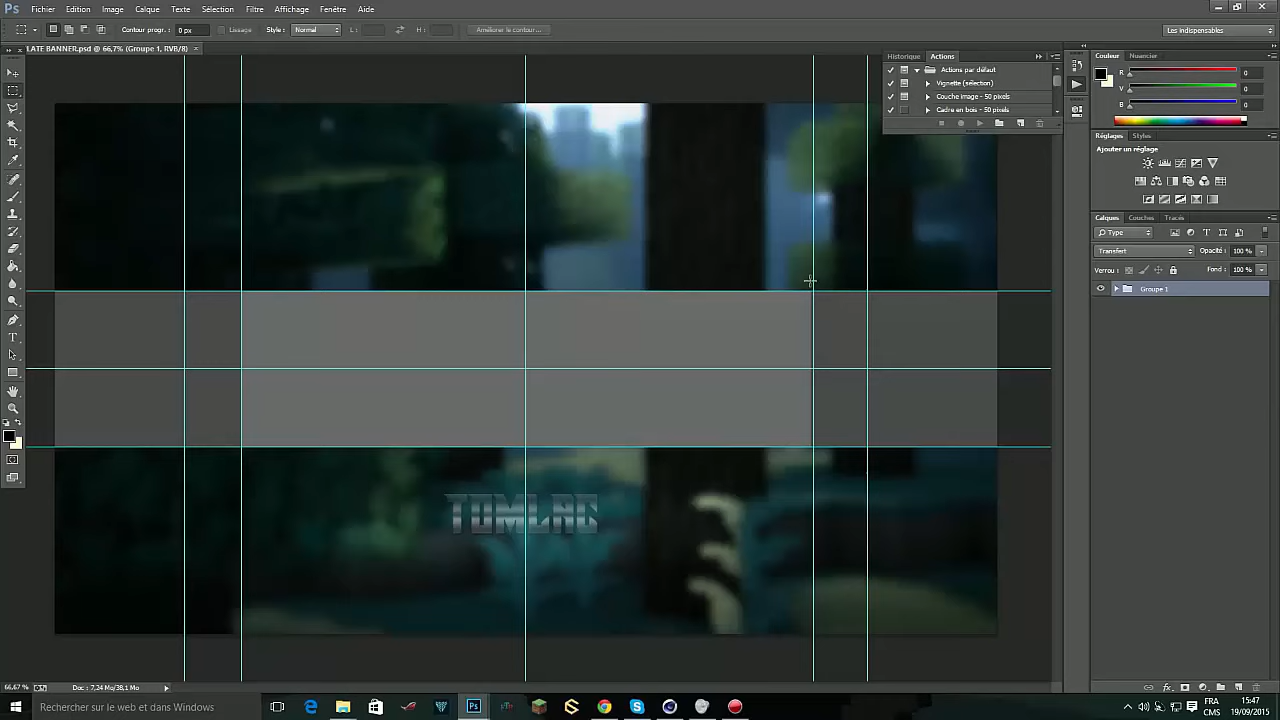 Ps Fichier Edition Image Calque Texte Sélection Filtre Affichage Fenêtre Aide
Contour progr. : 0 px Lissage Style : Normal L : H : Améliorer le contour... Les indispensables
LATE BANNER.psd @ 66,7% (Groupe 1, RVB/8) ×
Historique Actions
Actions par défaut
Vignette (sélection)
Couche image - 50 pixels
Cadre en bois - 50 pixels
Couleur Nuancier
R 0
V 0
B 0
Réglages Styles
Ajouter un réglage
Calques Couches Tracés
Type
Transfert Opacité : 100 %
Verrou : Fond : 100 %
Groupe 1
TOMLAC
66,67 % Doc : 7,24 Mo/38,1 Mo
Rechercher sur le web et dans Windows
FRA 15:47
CMS 19/09/2015